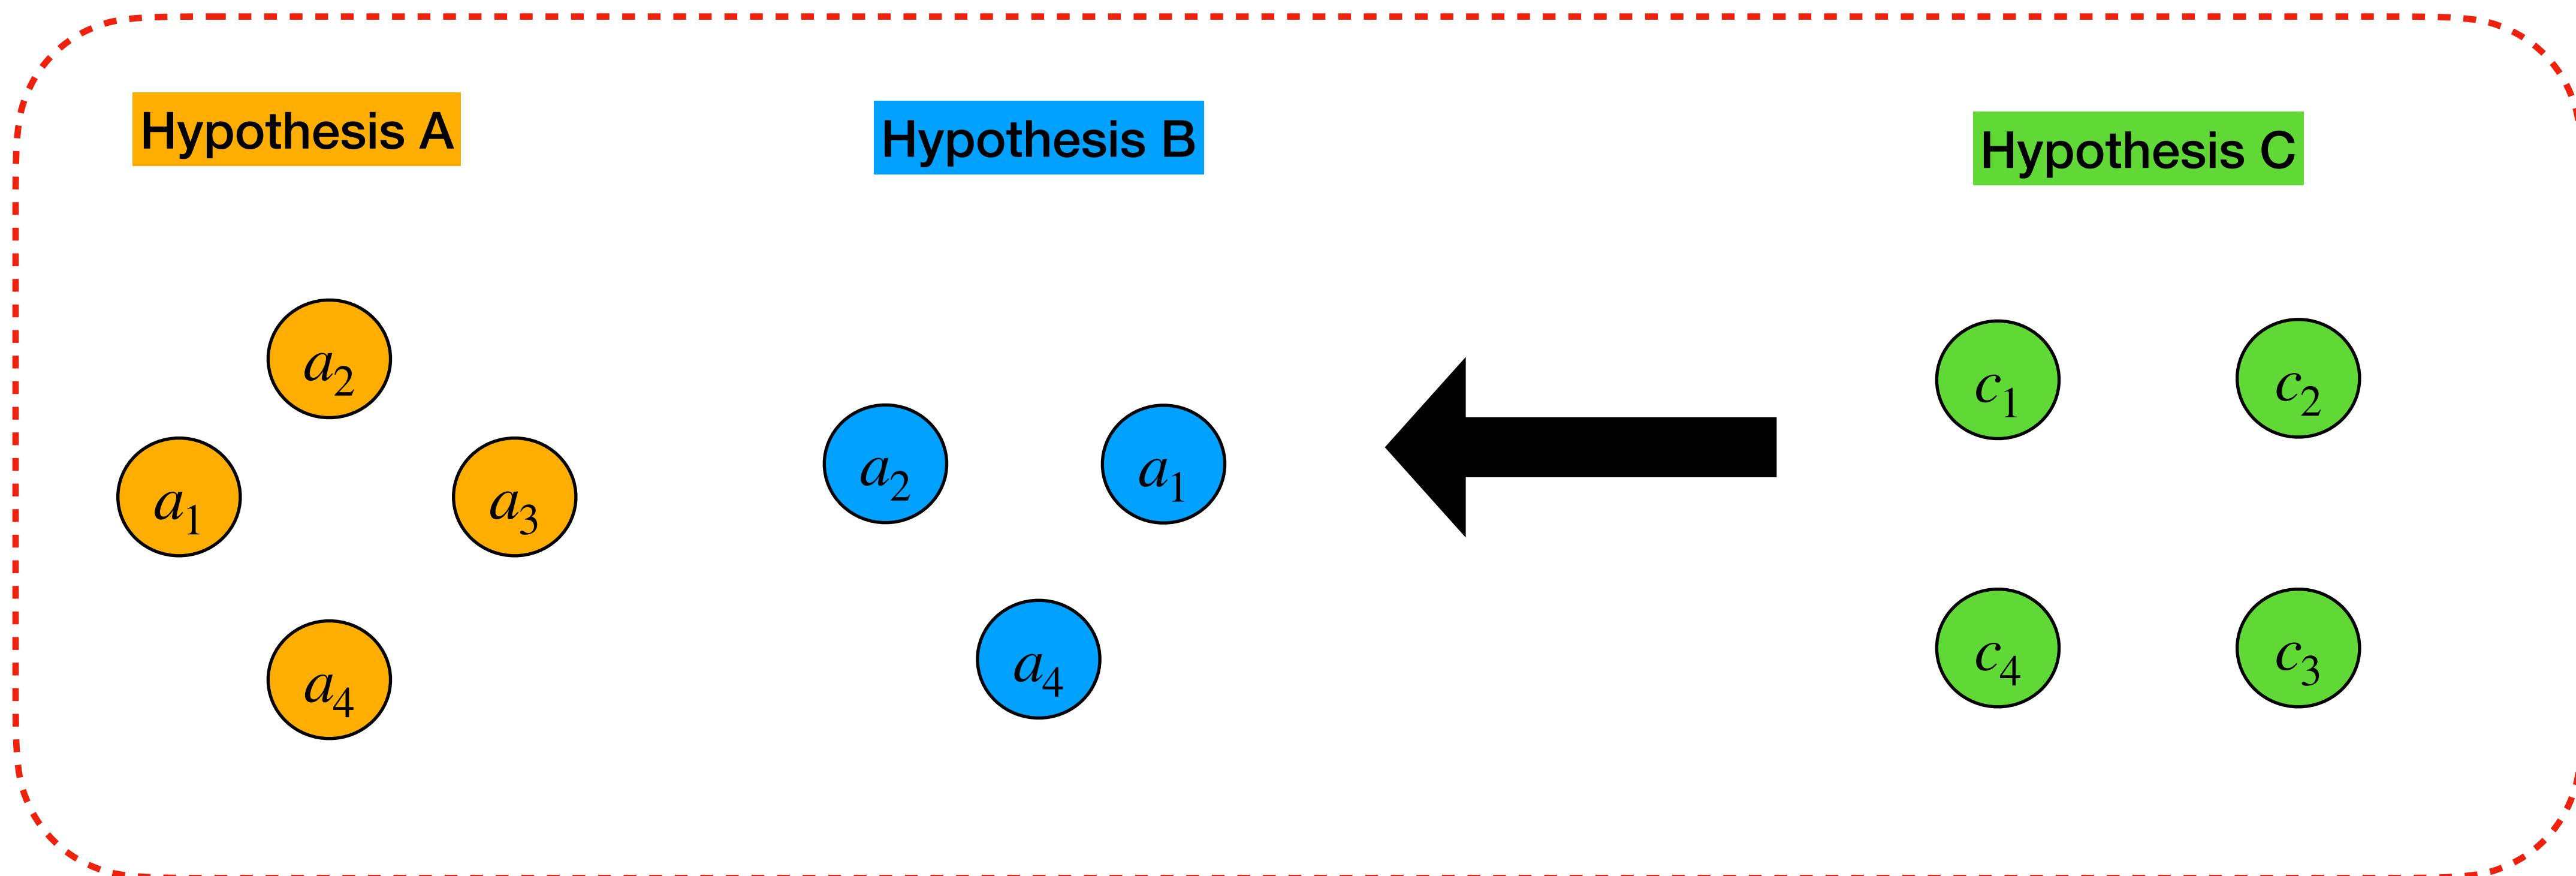 Hypothesis A
Hypothesis B
Hypothesis C
a₂
a₁
a₃
a₄
a₂
a₁
a₄
c₁
c₂
c₄
c₃